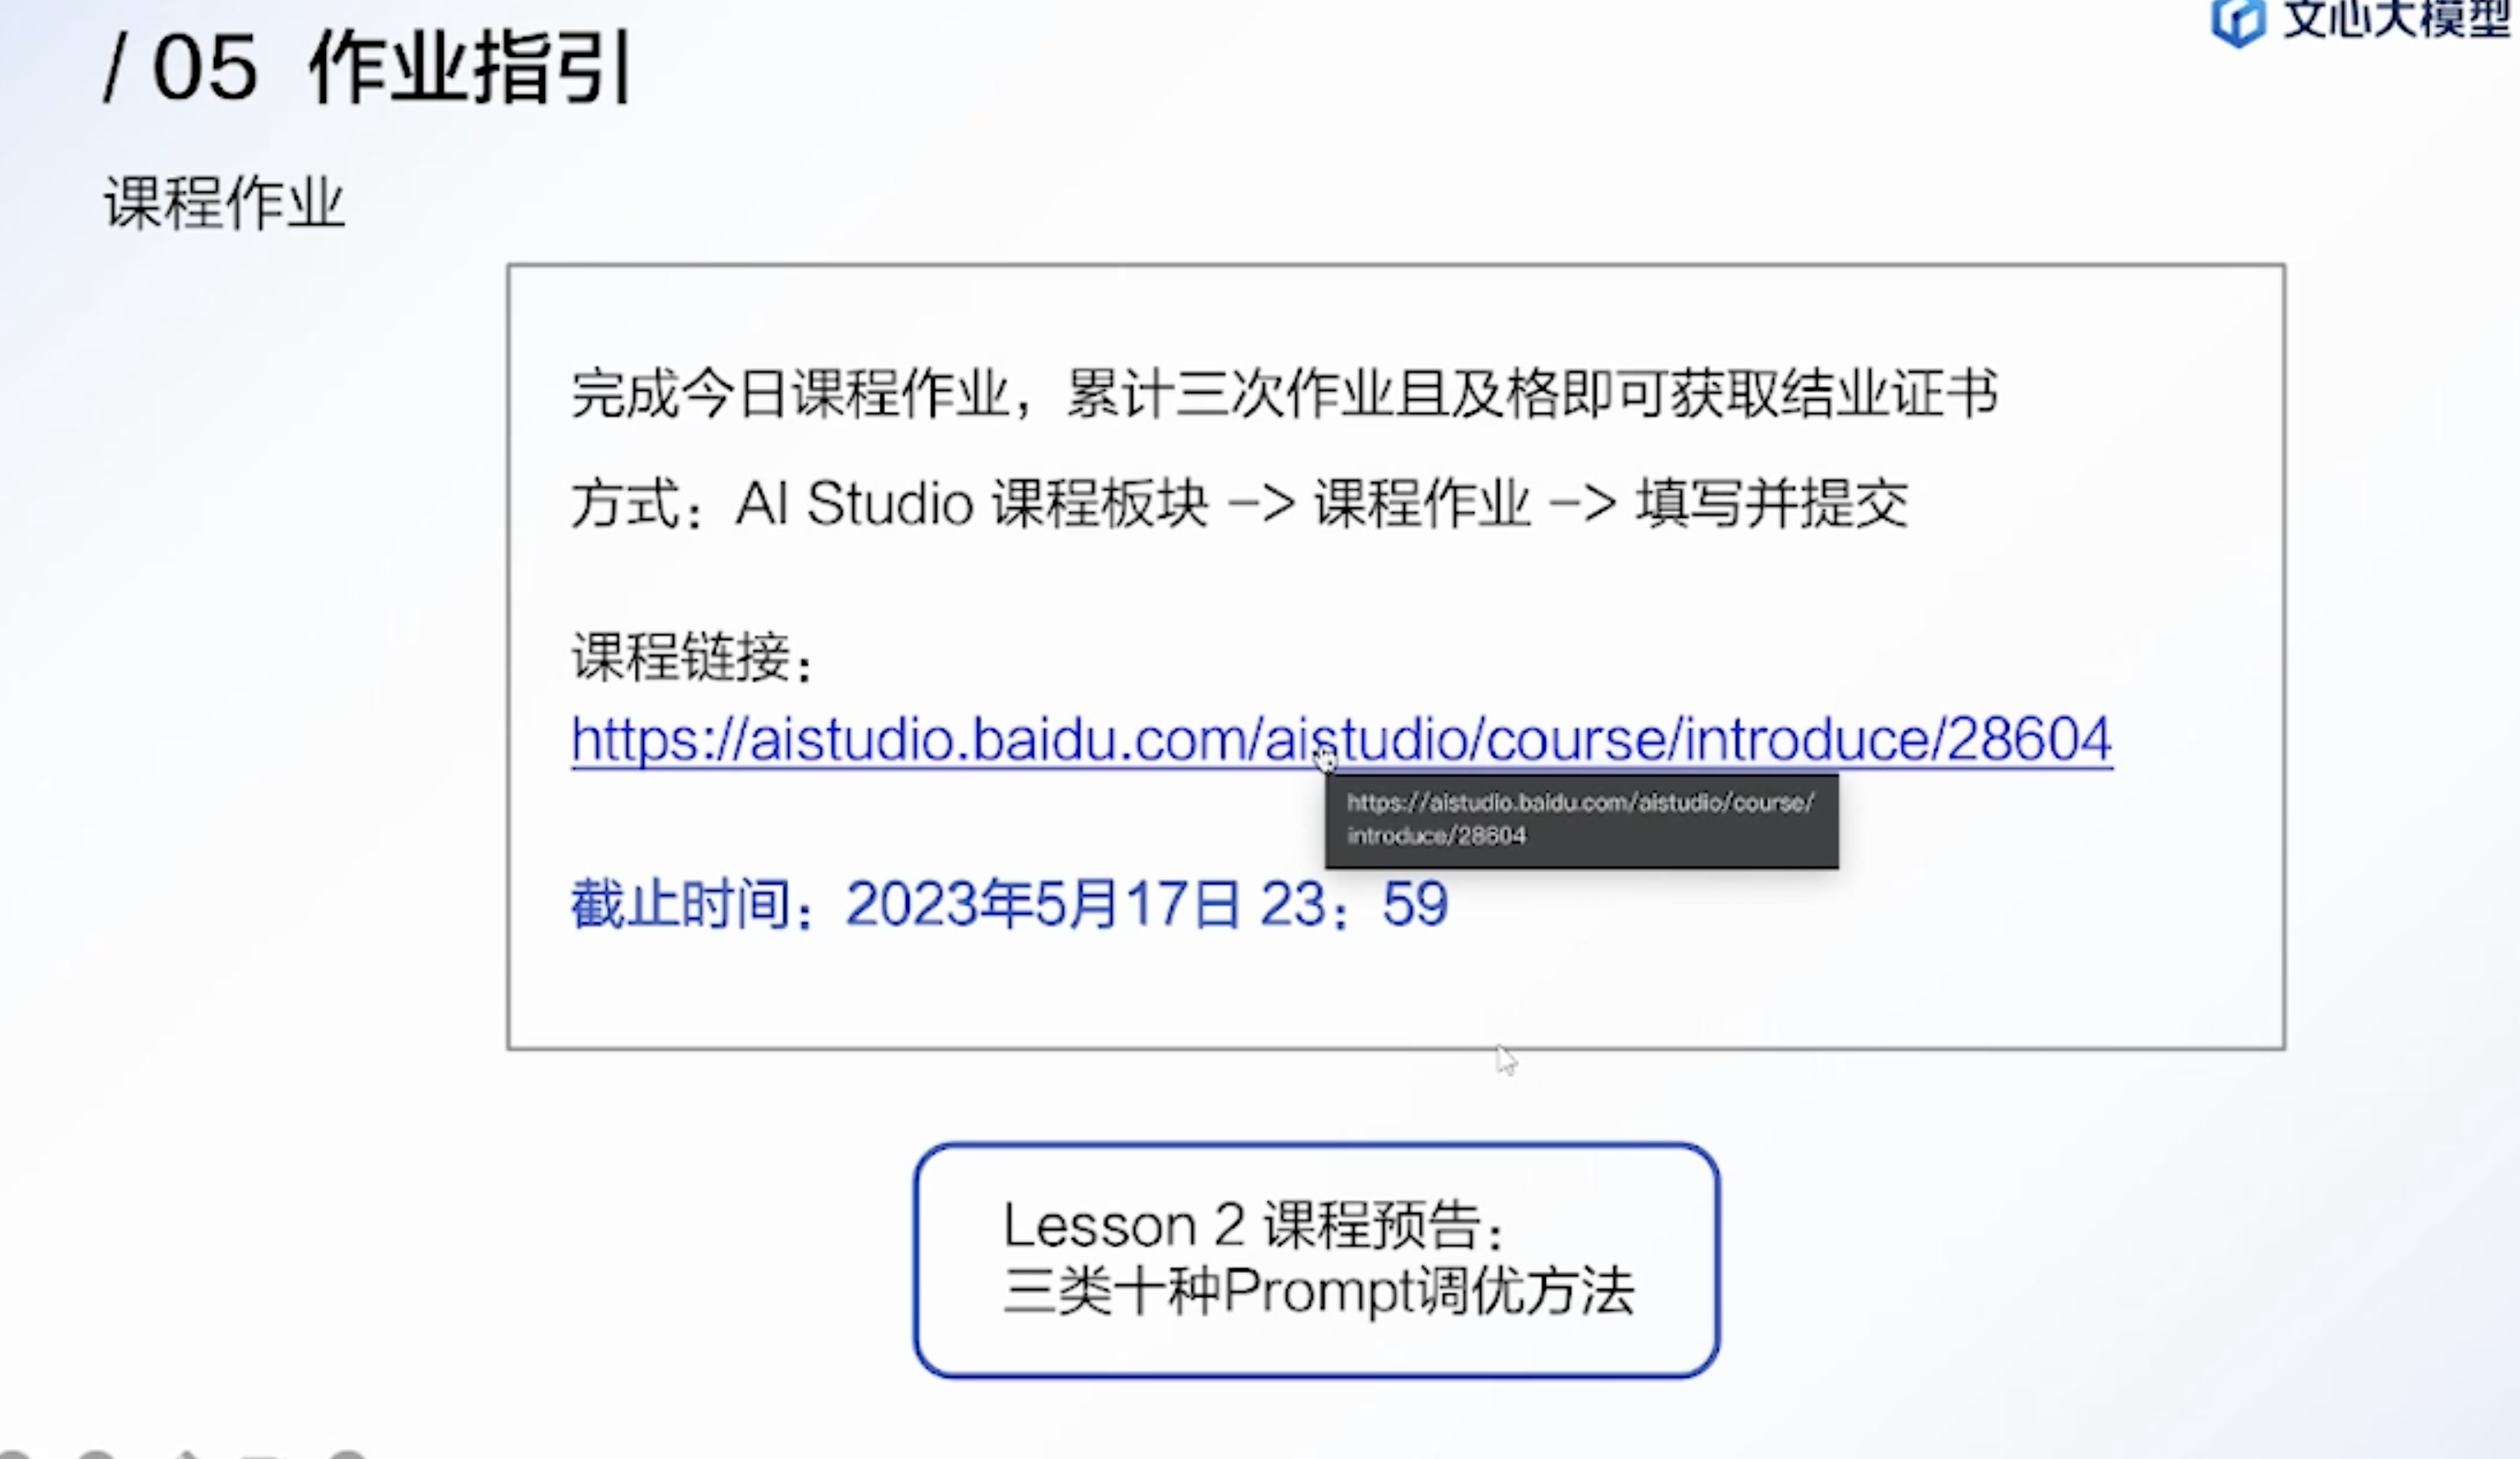 文心大模型
/ 05 作业指引
课程作业
完成今日课程作业，累计三次作业且及格即可获取结业证书
方式：AI Studio 课程板块 –> 课程作业 –> 填写并提交
课程链接：
https://aistudio.baidu.com/aistudio/course/introduce/28604
https://aistudio.baidu.com/aistudio/course/
introduce/28604
截止时间：2023年5月17日 23：59
Lesson 2 课程预告：
三类十种Prompt调优方法